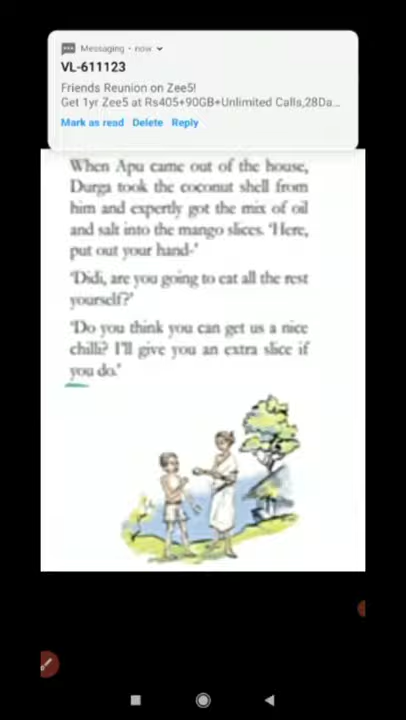 Messaging • now
VL-611123
Friends Reunion on Zee5!
Get 1yr Zee5 at Rs405+90GB+Unlimited Calls,28Da...
Mark as read Delete Reply
When Apu came out of the house,
Durga took the coconut shell from
him and expertly got the mix of oil
and salt into the mango slices. 'Here,
put out your hand-'
'Didi, are you going to eat all the rest
yourself?'
'Do you think you can get us a nice
chilli? I'll give you an extra slice if
you do.'